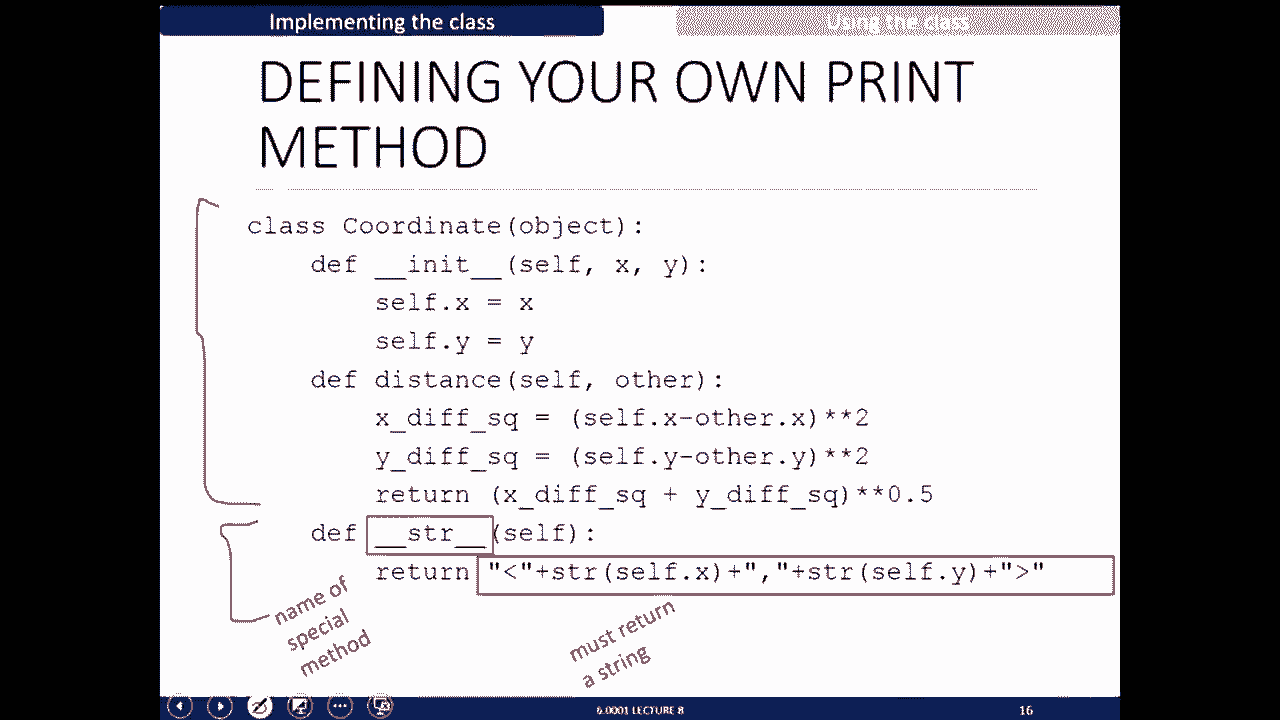 Implementing the class
Using the class
DEFINING YOUR OWN PRINT
METHOD
class Coordinate(object):
    def __init__(self, x, y):
        self.x = x
        self.y = y
    def distance(self, other):
        x_diff_sq = (self.x-other.x)**2
        y_diff_sq = (self.y-other.y)**2
        return (x_diff_sq + y_diff_sq)**0.5
    def __str__(self):
        return "<"+str(self.x)+","+str(self.y)+">"
name of
special
method
must return
a string
6.0001 LECTURE 8
16